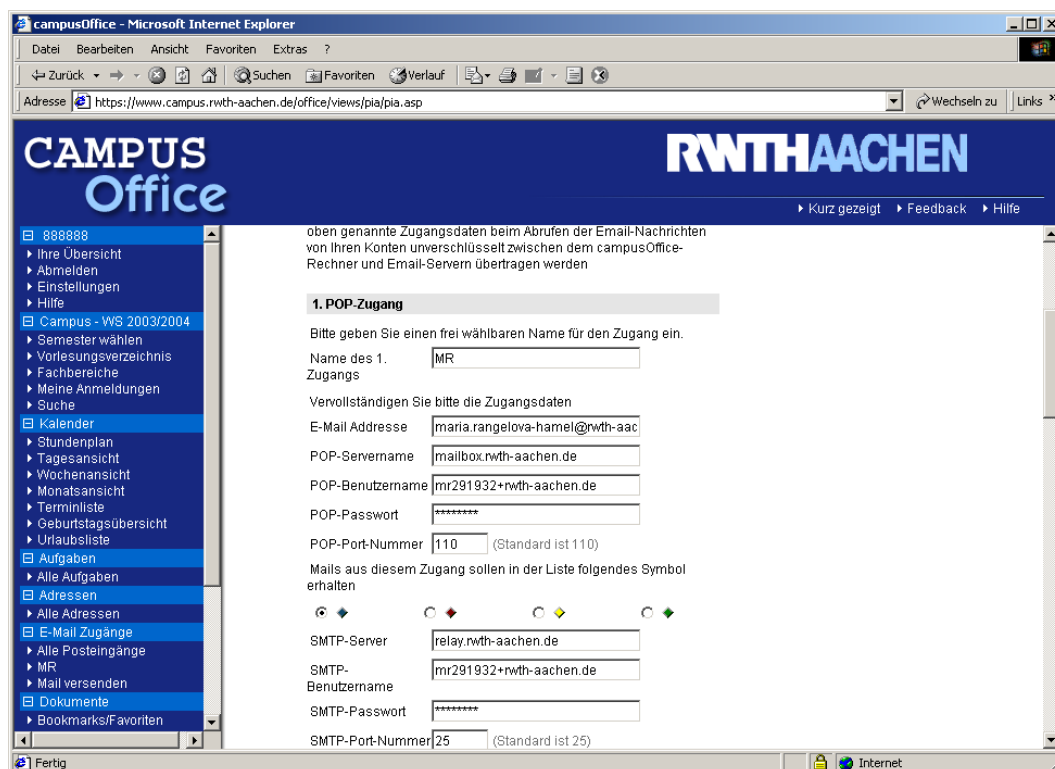 campusOffice - Microsoft Internet Explorer
Datei Bearbeiten Ansicht Favoriten Extras ?
Zurück Suchen Favoriten Verlauf
Adresse https://www.campus.rwth-aachen.de/office/views/pia/pia.asp Wechseln zu Links »
CAMPUS
Office
RWTHAACHEN
Kurz gezeigt Feedback Hilfe
888888
Ihre Übersicht
Abmelden
Einstellungen
Hilfe
Campus - WS 2003/2004
Semester wählen
Vorlesungsverzeichnis
Fachbereiche
Meine Anmeldungen
Suche
Kalender
Stundenplan
Tagesansicht
Wochenansicht
Monatsansicht
Terminliste
Geburtstagsübersicht
Urlaubsliste
Aufgaben
Alle Aufgaben
Adressen
Alle Adressen
E-Mail Zugänge
Alle Posteingänge
MR
Mail versenden
Dokumente
Bookmarks/Favoriten
oben genannte Zugangsdaten beim Abrufen der Email-Nachrichten
von Ihren Konten unverschlüsselt zwischen dem campusOffice-
Rechner und Email-Servern übertragen werden
1. POP-Zugang
Bitte geben Sie einen frei wählbaren Name für den Zugang ein.
Name des 1. MR
Zugangs
Vervollständigen Sie bitte die Zugangsdaten
E-Mail Addresse maria.rangelova-hamel@rwth-aac
POP-Servername mailbox.rwth-aachen.de
POP-Benutzername mr291932+rwth-aachen.de
POP-Passwort ********
POP-Port-Nummer 110 (Standard ist 110)
Mails aus diesem Zugang sollen in der Liste folgendes Symbol
erhalten
SMTP-Server relay.rwth-aachen.de
SMTP- mr291932+rwth-aachen.de
Benutzername
SMTP-Passwort ********
SMTP-Port-Nummer 25 (Standard ist 25)
Fertig Internet